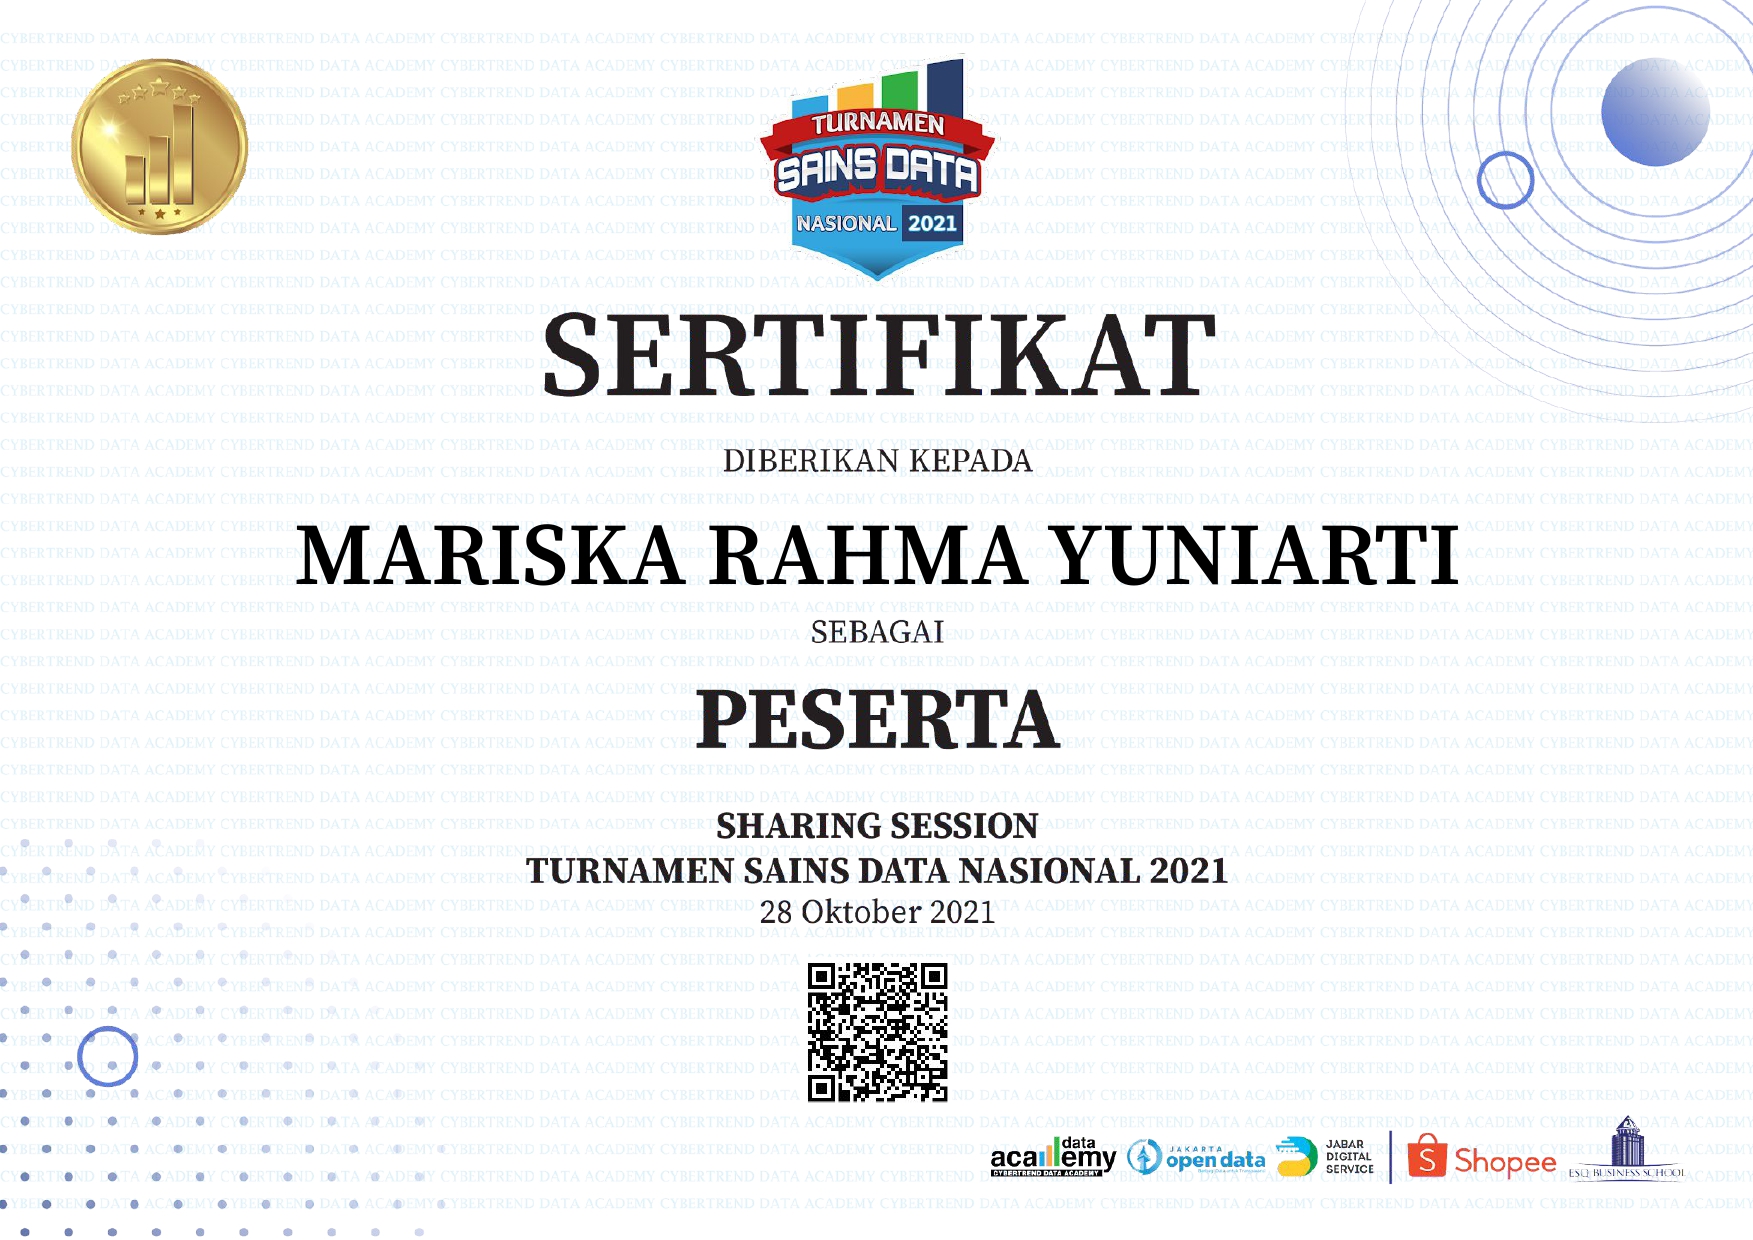 TURNAMEN
SAINS DATA
NASIONAL 2021
SERTIFIKAT
DIBERIKAN KEPADA
MARISKA RAHMA YUNIARTI
SEBAGAI
PESERTA
SHARING SESSION
TURNAMEN SAINS DATA NASIONAL 2021
28 Oktober 2021
data
academy
CYBERTREND DATA ACADEMY
JAKARTA
open data
JABAR
DIGITAL
SERVICE
S Shopee
ESQ BUSINESS SCHOOL